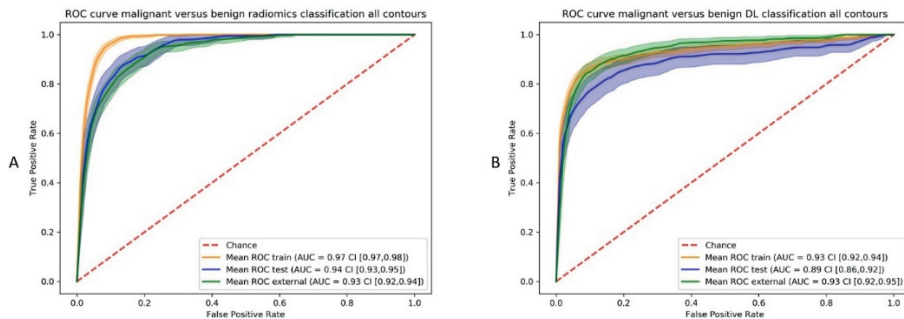 ROC curve malignant versus benign radiomics classification all contours
1.0
0.8
0.6
0.4
0.2
0.0
True Positive Rate
A
0.0 0.2 0.4 0.6 0.8 1.0
False Positive Rate
Chance
Mean ROC train (AUC = 0.97 CI [0.97,0.98])
Mean ROC test (AUC = 0.94 CI [0.93,0.95])
Mean ROC external (AUC = 0.93 CI [0.92,0.94])
ROC curve malignant versus benign DL classification all contours
1.0
0.8
0.6
0.4
0.2
0.0
True Positive Rate
B
0.0 0.2 0.4 0.6 0.8 1.0
False Positive Rate
Chance
Mean ROC train (AUC = 0.93 CI [0.92,0.94])
Mean ROC test (AUC = 0.89 CI [0.86,0.92])
Mean ROC external (AUC = 0.93 CI [0.92,0.95])